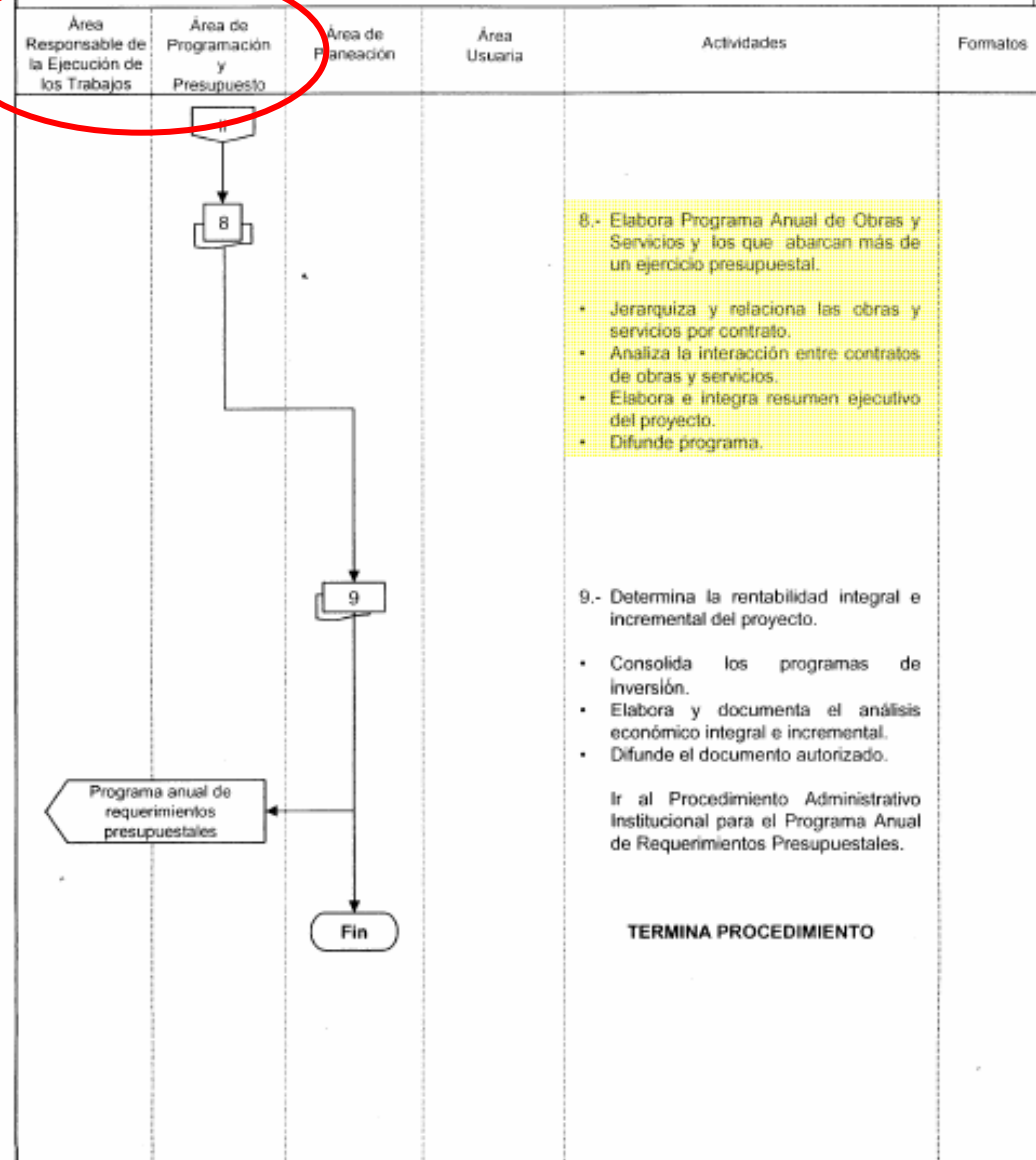 Área
Responsable de
la Ejecución de
los Trabajos
Área de
Programación
y
Presupuesto
Área de
Planeación
Área
Usuaria
Actividades
Formatos
II
8
8.- Elabora Programa Anual de Obras y
Servicios y los que abarcan más de
un ejercicio presupuestal.
• Jerarquiza y relaciona las obras y
servicios por contrato.
• Analiza la interacción entre contratos
de obras y servicios.
• Elabora e integra resumen ejecutivo
del proyecto.
• Difunde programa.
9
9.- Determina la rentabilidad integral e
incremental del proyecto.
• Consolida los programas de
inversión.
• Elabora y documenta el análisis
económico integral e incremental.
• Difunde el documento autorizado.
Ir al Procedimiento Administrativo
Institucional para el Programa Anual
de Requerimientos Presupuestales.
Programa anual de
requerimientos
presupuestales
Fin
TERMINA PROCEDIMIENTO